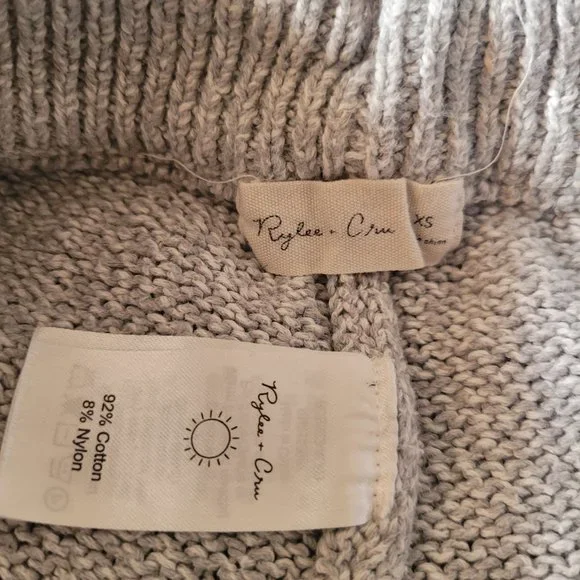 Rylee + Cru
XS
Rylee + Cru
92% Cotton
8% Nylon